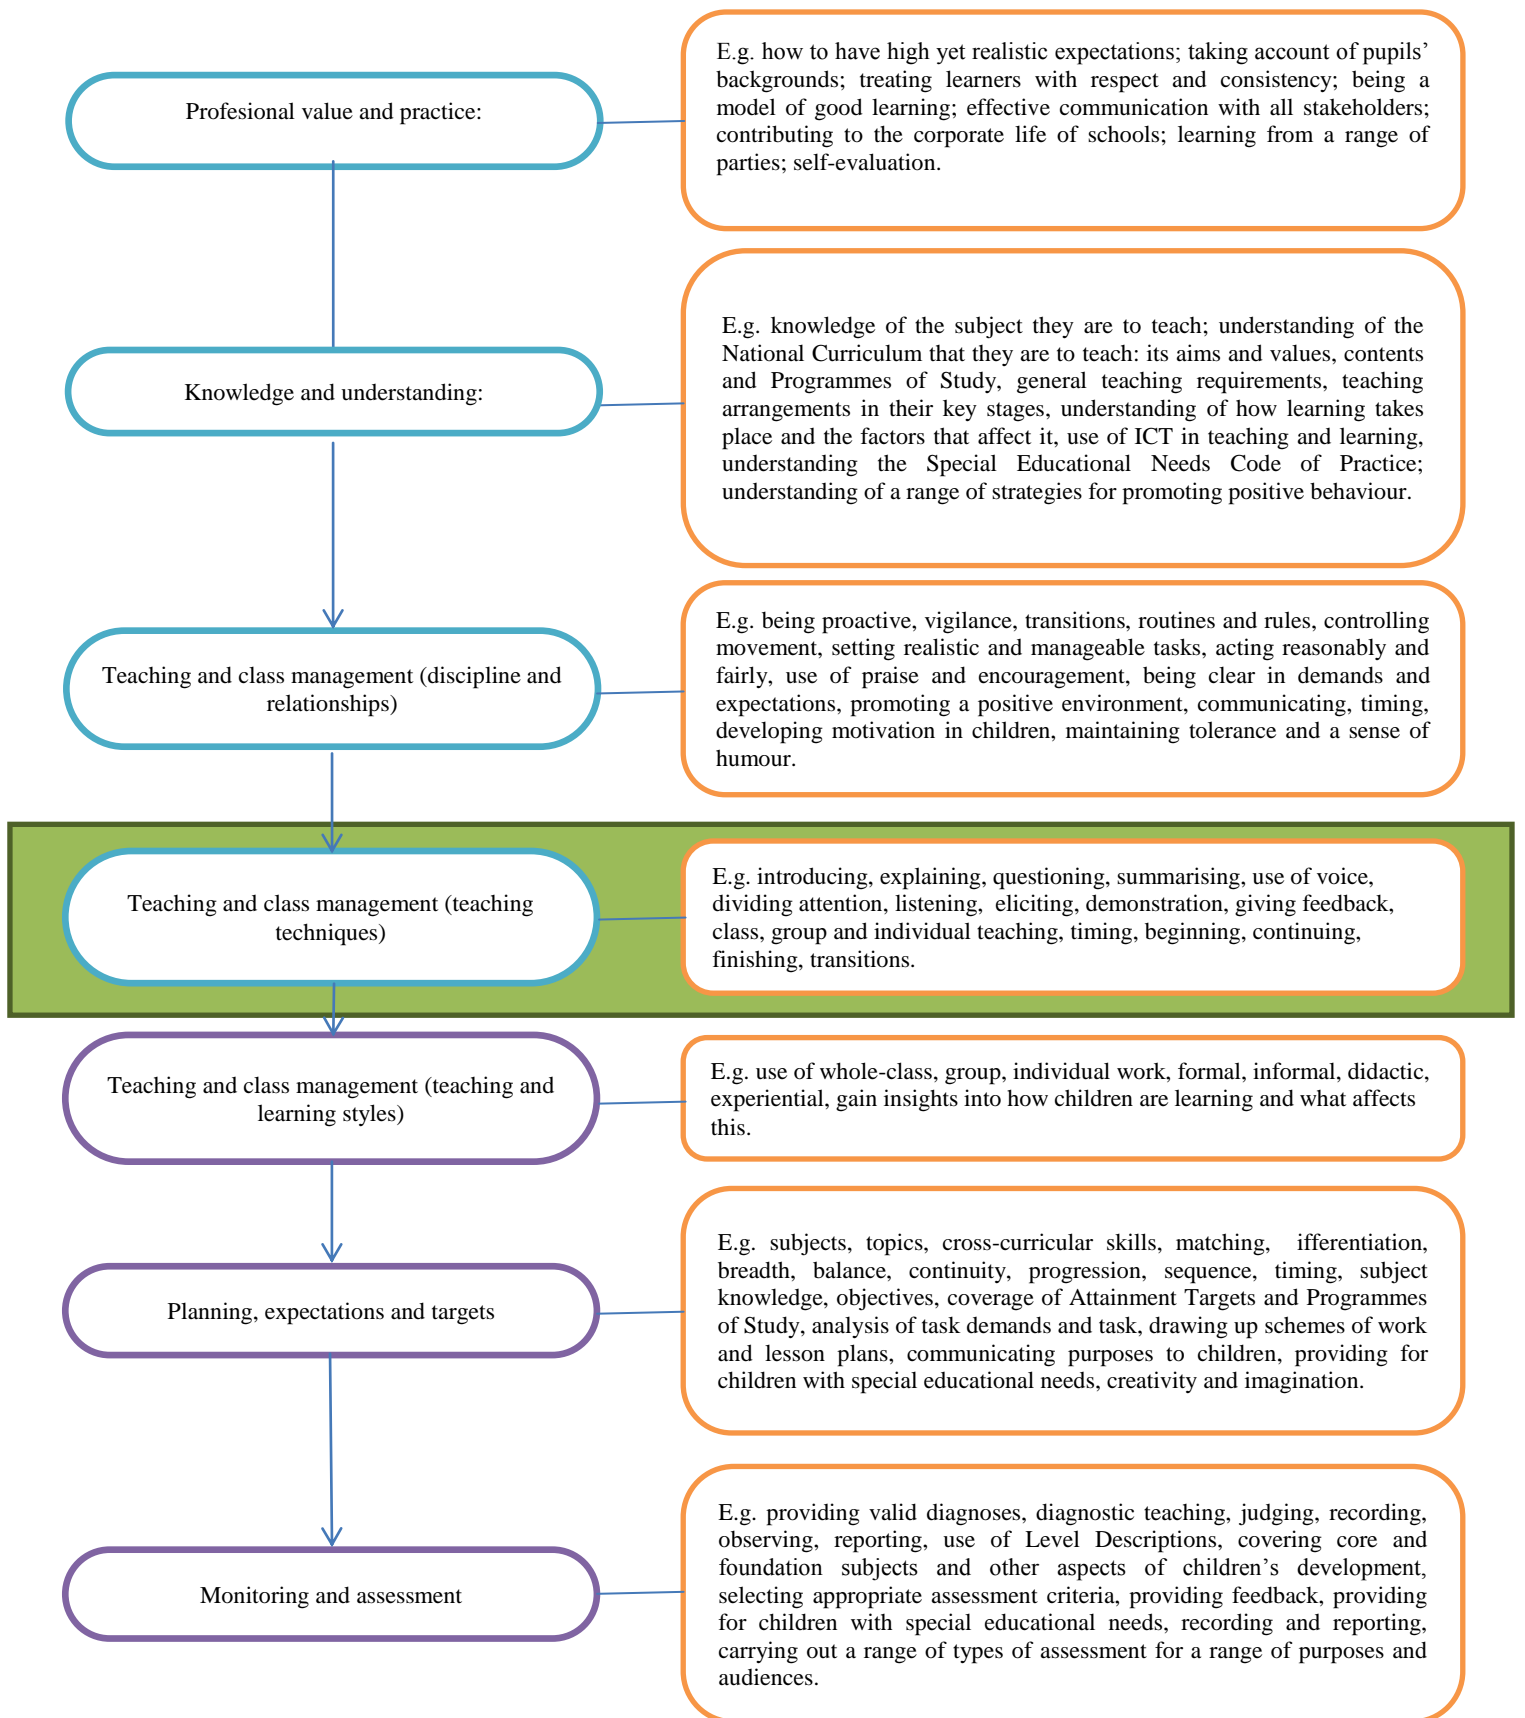 Profesional value and practice:
E.g. how to have high yet realistic expectations; taking account of pupils’
backgrounds; treating learners with respect and consistency; being a
model of good learning; effective communication with all stakeholders;
contributing to the corporate life of schools; learning from a range of
parties; self-evaluation.
Knowledge and understanding:
E.g. knowledge of the subject they are to teach; understanding of the
National Curriculum that they are to teach: its aims and values, contents
and Programmes of Study, general teaching requirements, teaching
arrangements in their key stages, understanding of how learning takes
place and the factors that affect it, use of ICT in teaching and learning,
understanding the Special Educational Needs Code of Practice;
understanding of a range of strategies for promoting positive behaviour.
Teaching and class management (discipline and
relationships)
E.g. being proactive, vigilance, transitions, routines and rules, controlling
movement, setting realistic and manageable tasks, acting reasonably and
fairly, use of praise and encouragement, being clear in demands and
expectations, promoting a positive environment, communicating, timing,
developing motivation in children, maintaining tolerance and a sense of
humour.
Teaching and class management (teaching
techniques)
E.g. introducing, explaining, questioning, summarising, use of voice,
dividing attention, listening, eliciting, demonstration, giving feedback,
class, group and individual teaching, timing, beginning, continuing,
finishing, transitions.
Teaching and class management (teaching and
learning styles)
E.g. use of whole-class, group, individual work, formal, informal, didactic,
experiential, gain insights into how children are learning and what affects
this.
Planning, expectations and targets
E.g. subjects, topics, cross-curricular skills, matching, ifferentiation,
breadth, balance, continuity, progression, sequence, timing, subject
knowledge, objectives, coverage of Attainment Targets and Programmes
of Study, analysis of task demands and task, drawing up schemes of work
and lesson plans, communicating purposes to children, providing for
children with special educational needs, creativity and imagination.
Monitoring and assessment
E.g. providing valid diagnoses, diagnostic teaching, judging, recording,
observing, reporting, use of Level Descriptions, covering core and
foundation subjects and other aspects of children’s development,
selecting appropriate assessment criteria, providing feedback, providing
for children with special educational needs, recording and reporting,
carrying out a range of types of assessment for a range of purposes and
audiences.